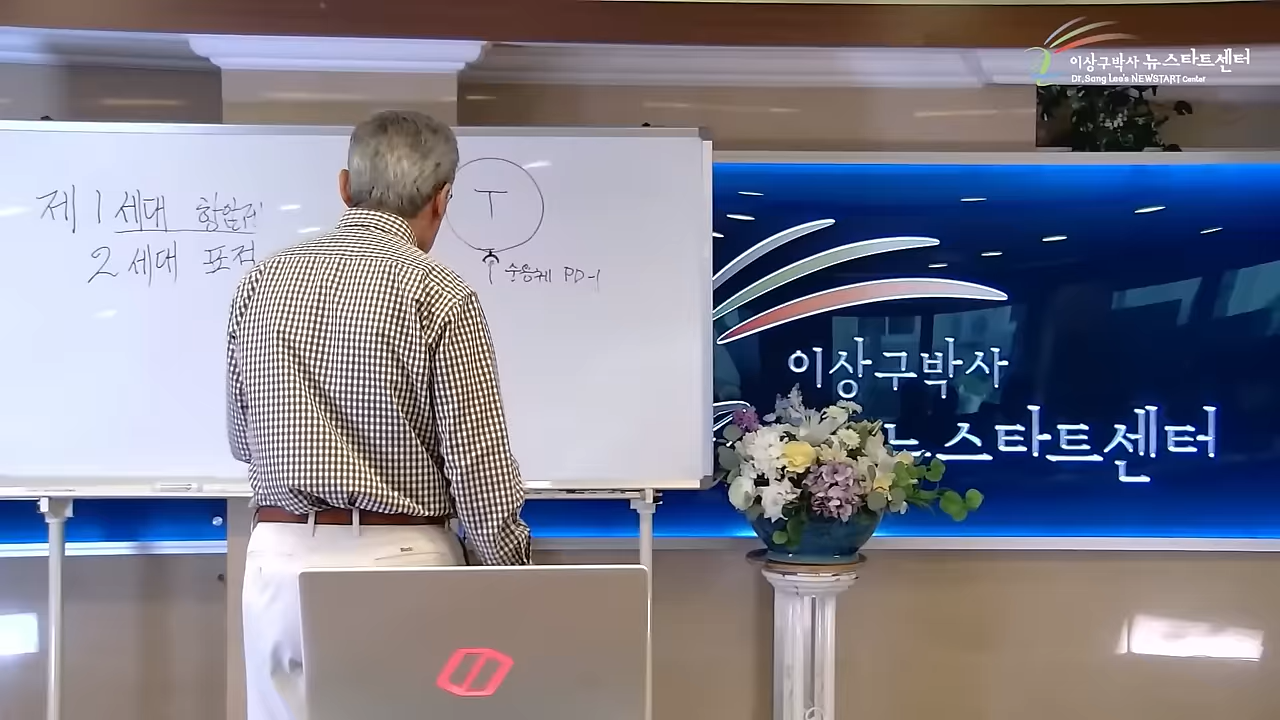 이상구박사 뉴스타트센터
Dr. Sang Lee's NEWSTART Center
제 1 세대 항암제
2 세대 표적
T
수용체 PD-1
이상구박사
뉴스타트센터